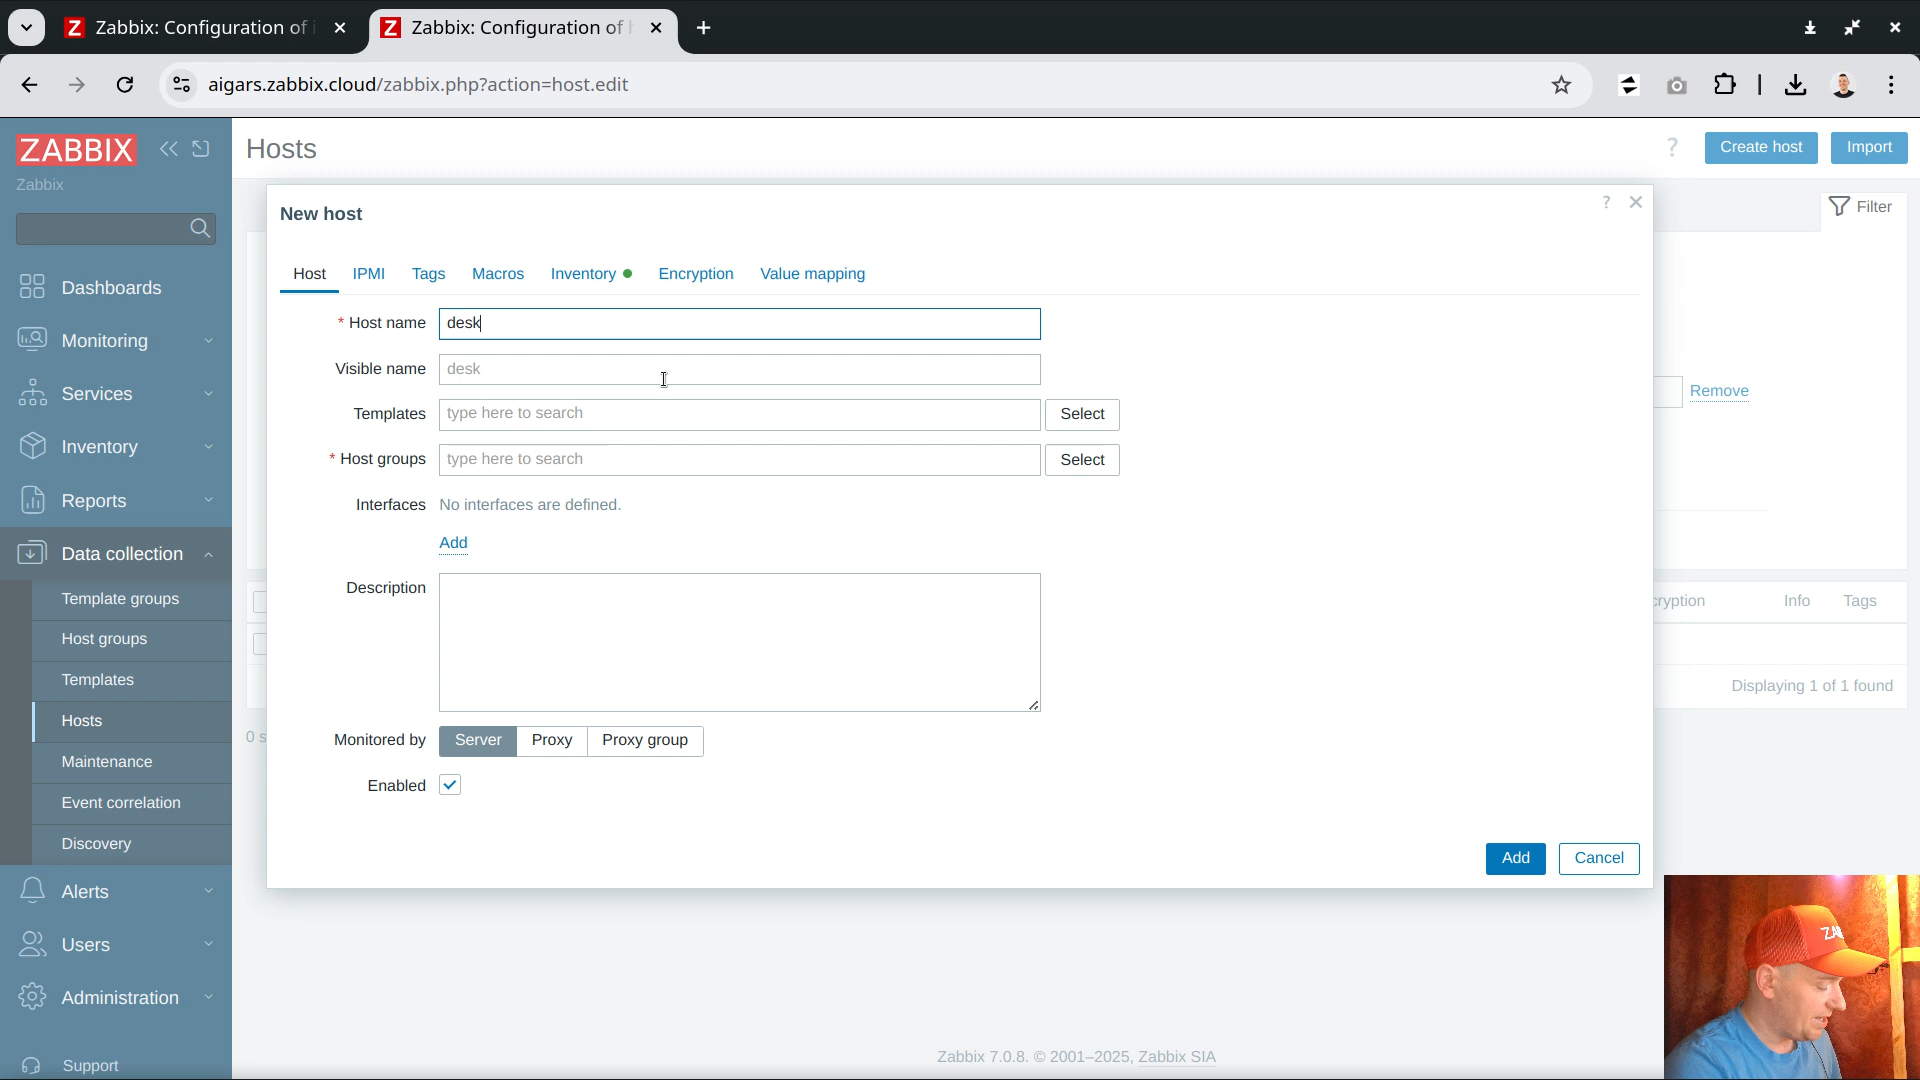 Zabbix: Configuration of
Zabbix: Configuration of
aigars.zabbix.cloud/zabbix.php?action=host.edit
ZABBIX
Zabbix
Dashboards
Monitoring
Services
Inventory
Reports
Data collection
Template groups
Host groups
Templates
Hosts
Maintenance
Event correlation
Discovery
Alerts
Users
Administration
Support
Hosts
? Create host Import
Filter
New host
?
Host IPMI Tags Macros Inventory Encryption Value mapping
* Host name desk
Visible name desk
Templates type here to search Select
* Host groups type here to search Select
Interfaces No interfaces are defined.
Add
Description
Monitored by Server Proxy Proxy group
Enabled
Add Cancel
Remove
cryption Info Tags
Displaying 1 of 1 found
0 s
Zabbix 7.0.8. © 2001–2025, Zabbix SIA